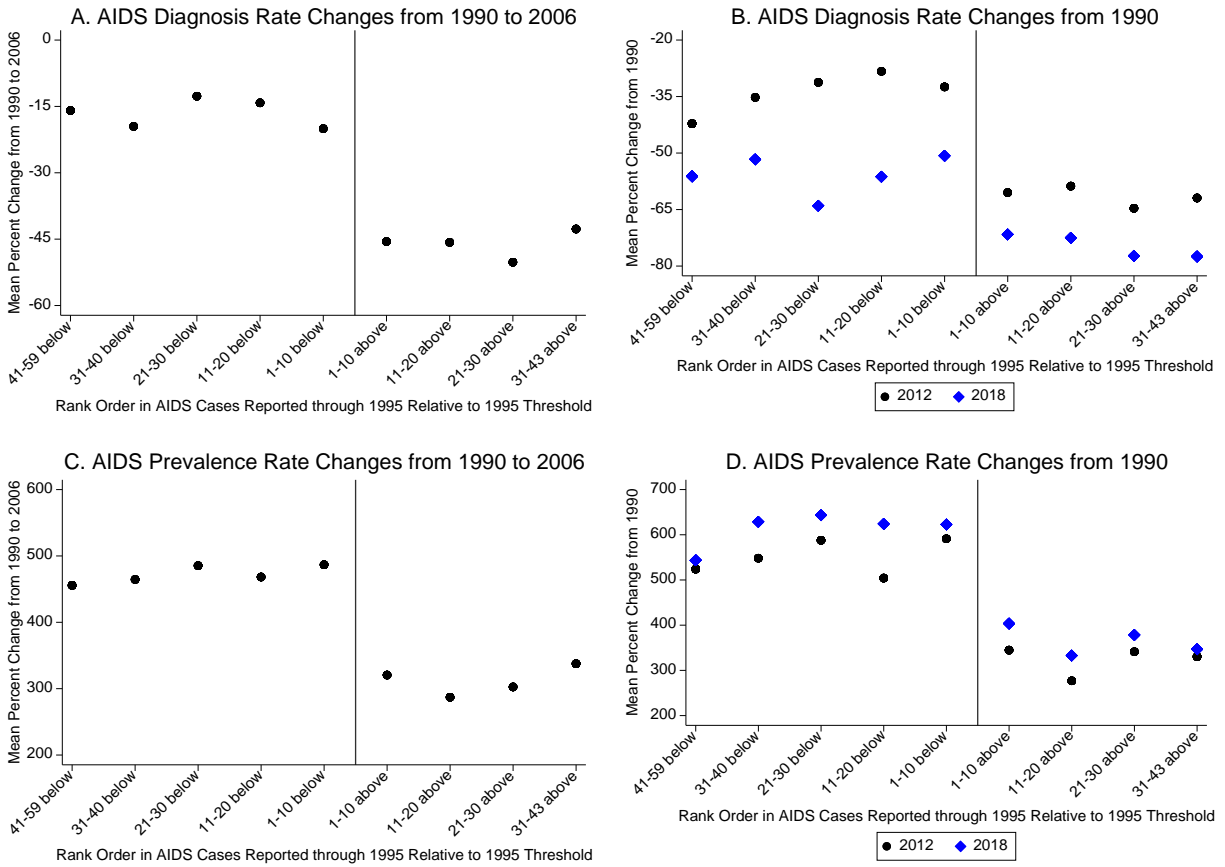 A. AIDS Diagnosis Rate Changes from 1990 to 2006
Mean Percent Change from 1990 to 2006
0
-15
-30
-45
-60
41-59 below
31-40 below
21-30 below
11-20 below
1-10 below
1-10 above
11-20 above
21-30 above
31-43 above
Rank Order in AIDS Cases Reported through 1995 Relative to 1995 Threshold
B. AIDS Diagnosis Rate Changes from 1990
Mean Percent Change from 1990
-20
-35
-50
-65
-80
41-59 below
31-40 below
21-30 below
11-20 below
1-10 below
1-10 above
11-20 above
21-30 above
31-43 above
Rank Order in AIDS Cases Reported through 1995 Relative to 1995 Threshold
2012 2018
C. AIDS Prevalence Rate Changes from 1990 to 2006
Mean Percent Change from 1990 to 2006
600
500
400
300
200
41-59 below
31-40 below
21-30 below
11-20 below
1-10 below
1-10 above
11-20 above
21-30 above
31-43 above
Rank Order in AIDS Cases Reported through 1995 Relative to 1995 Threshold
D. AIDS Prevalence Rate Changes from 1990
Mean Percent Change from 1990
700
600
500
400
300
200
41-59 below
31-40 below
21-30 below
11-20 below
1-10 below
1-10 above
11-20 above
21-30 above
31-43 above
Rank Order in AIDS Cases Reported through 1995 Relative to 1995 Threshold
2012 2018